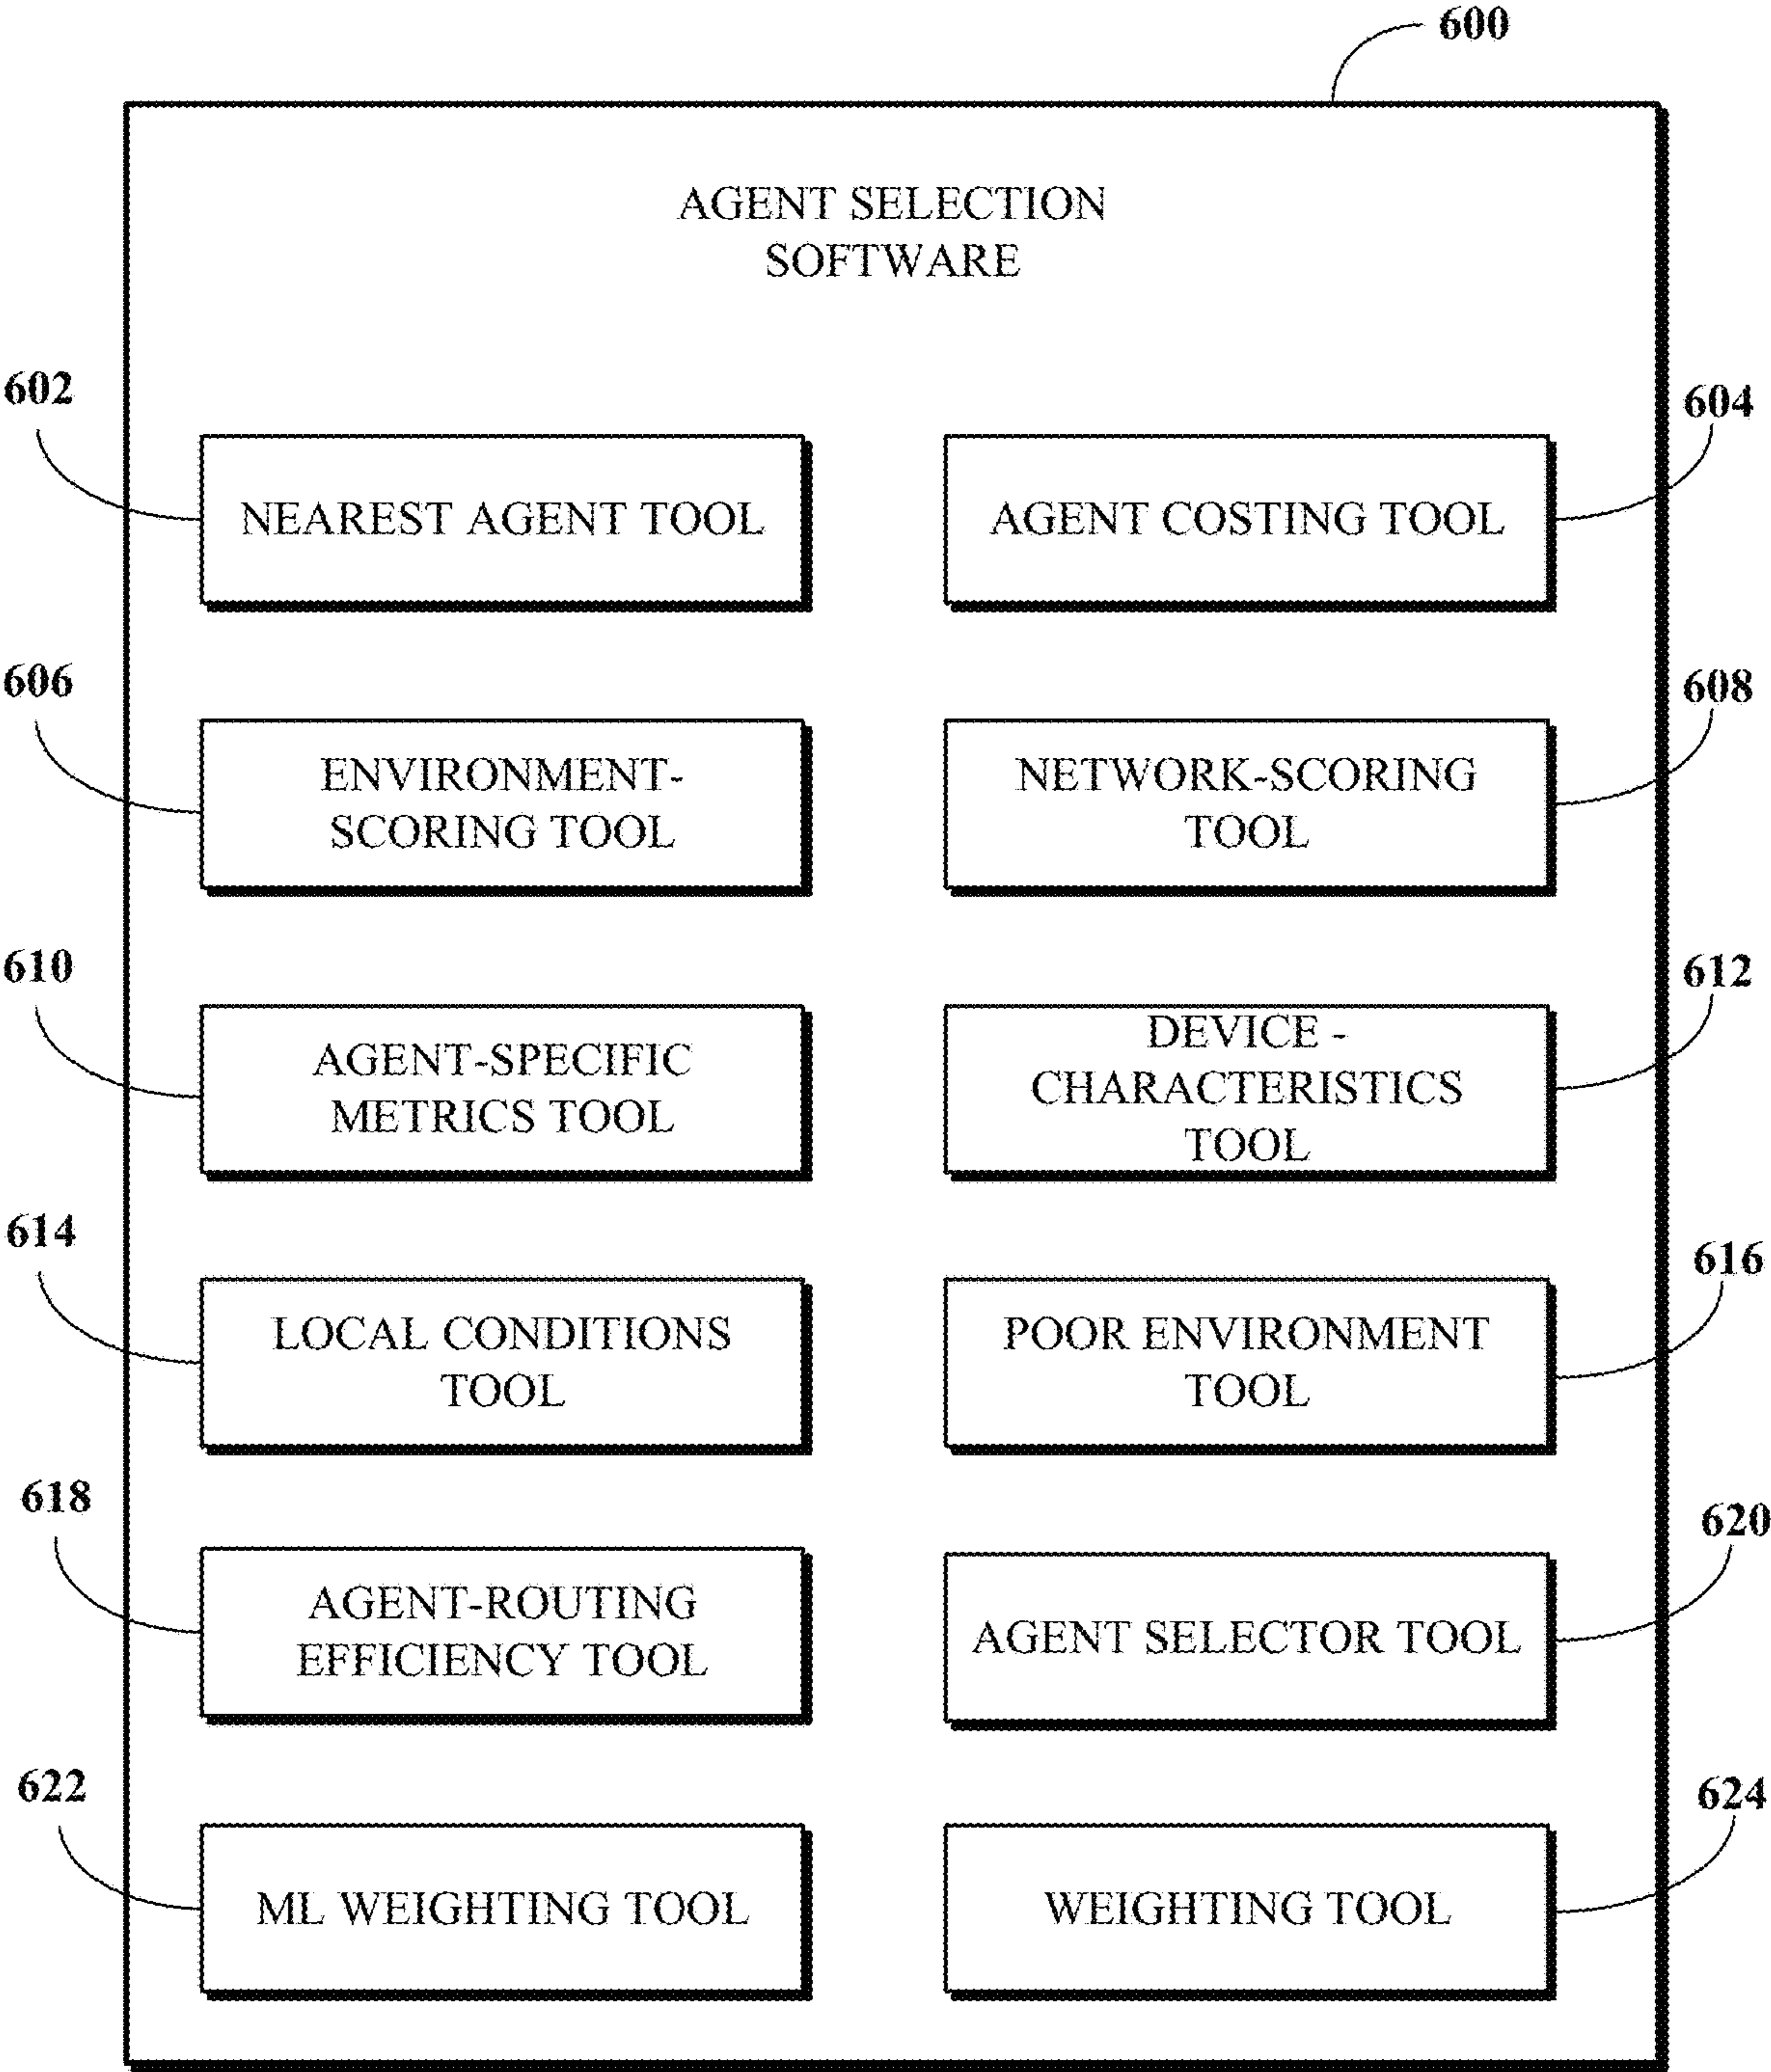 600
AGENT SELECTION
SOFTWARE
602
604
NEAREST AGENT TOOL
AGENT COSTING TOOL
606
608
ENVIRONMENT-
SCORING TOOL
NETWORK-SCORING
TOOL
610
612
AGENT-SPECIFIC
METRICS TOOL
DEVICE -
CHARACTERISTICS
TOOL
614
616
LOCAL CONDITIONS
TOOL
POOR ENVIRONMENT
TOOL
618
620
AGENT-ROUTING
EFFICIENCY TOOL
AGENT SELECTOR TOOL
622
624
ML WEIGHTING TOOL
WEIGHTING TOOL